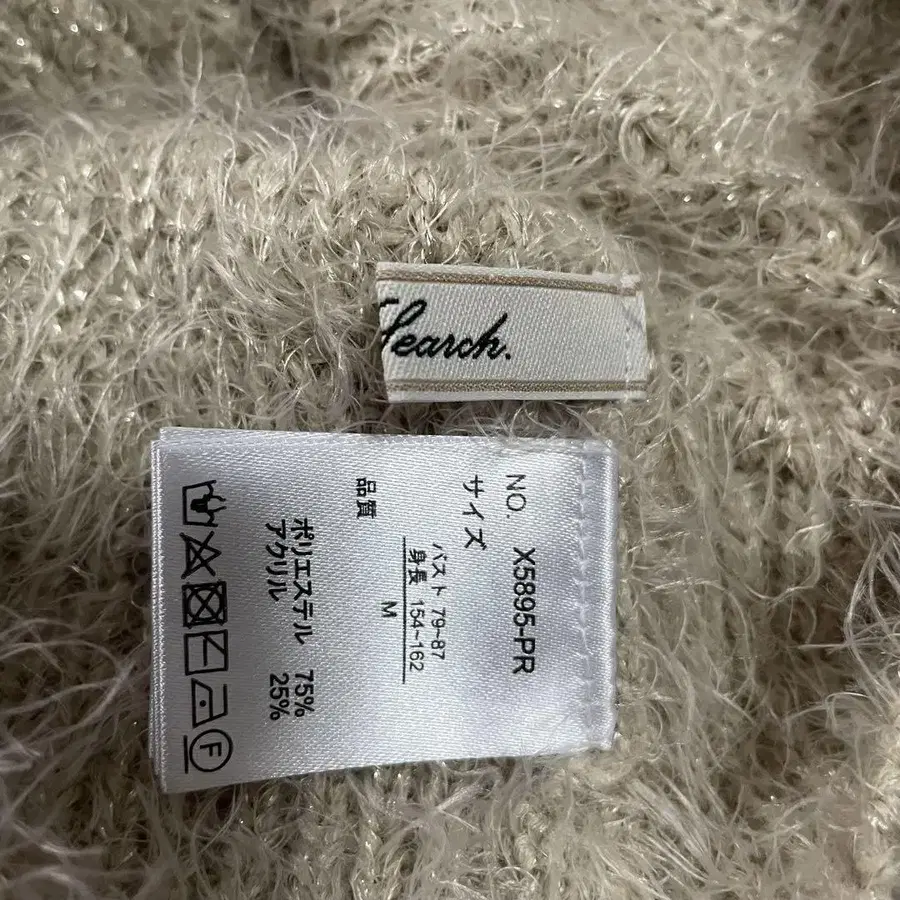 Search.
NO X5895-PR
サイズ
バスト 79~87
身長 154~162
M
品質
ポリエステル 75%
アクリル 25%
F